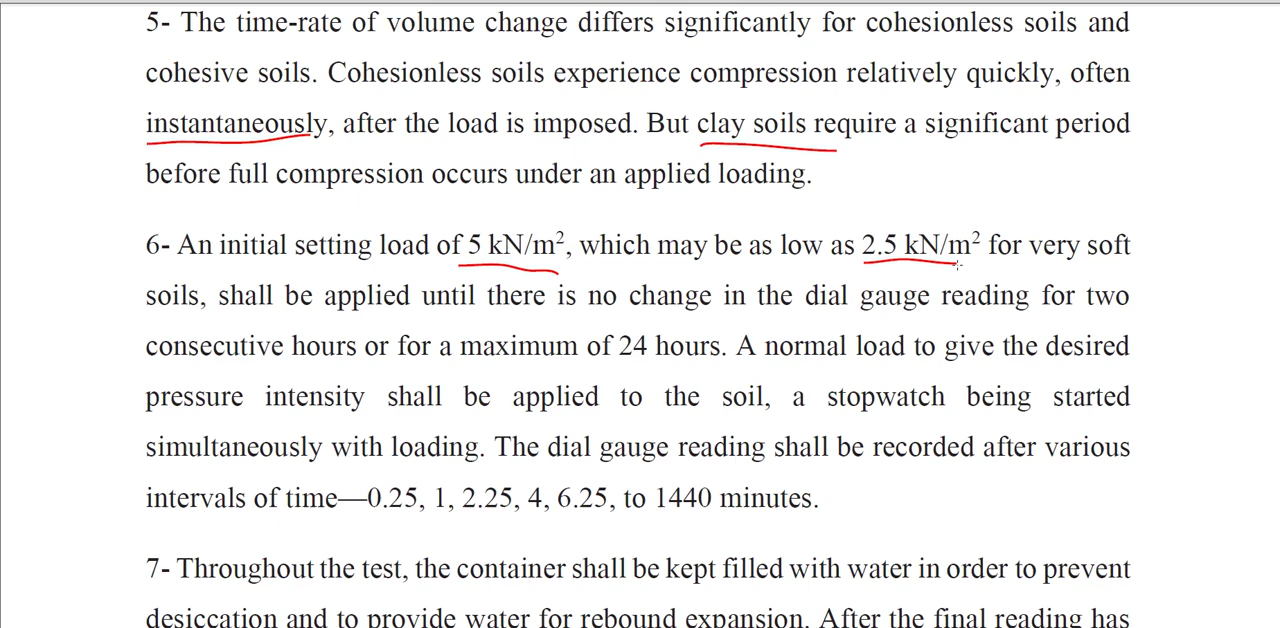 5- The time-rate of volume change differs significantly for cohesionless soils and
cohesive soils. Cohesionless soils experience compression relatively quickly, often
instantaneously, after the load is imposed. But clay soils require a significant period
before full compression occurs under an applied loading.
6- An initial setting load of 5 kN/m², which may be as low as 2.5 kN/m² for very soft
soils, shall be applied until there is no change in the dial gauge reading for two
consecutive hours or for a maximum of 24 hours. A normal load to give the desired
pressure intensity shall be applied to the soil, a stopwatch being started
simultaneously with loading. The dial gauge reading shall be recorded after various
intervals of time—0.25, 1, 2.25, 4, 6.25, to 1440 minutes.
7- Throughout the test, the container shall be kept filled with water in order to prevent
desiccation and to provide water for rebound expansion. After the final reading has